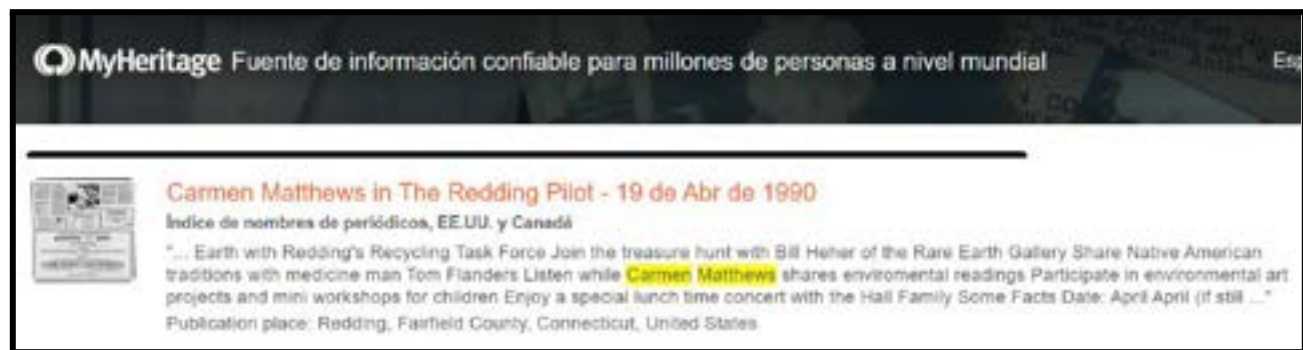 MyHeritage Fuente de información confiable para millones de personas a nivel mundial
Esp
Carmen Matthews in The Redding Pilot - 19 de Abr de 1990
Índice de nombres de periódicos, EE.UU. y Canadá
"... Earth with Redding's Recycling Task Force Join the treasure hunt with Bill Heher of the Rare Earth Gallery Share Native American
traditions with medicine man Tom Flanders Listen while Carmen Matthews shares enviromental readings Participate in environmental art
projects and mini workshops for children Enjoy a special lunch time concert with the Hall Family Some Facts Date: April April (if still ..."
Publication place: Redding, Fairfield County, Connecticut, United States